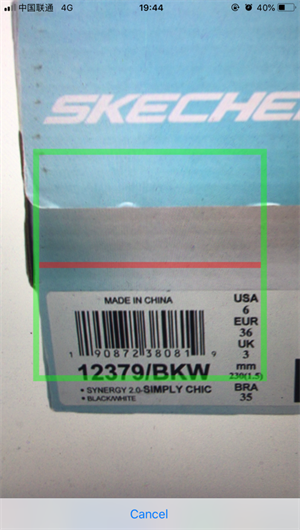 中国联通 4G 19:44 40%
SKECHE
MADE IN CHINA
1 90872 38081 9
12379/BKW
• SYNERGY 2.0-SIMPLY CHIC
• BLACK/WHITE
USA
6
EUR
36
UK
3
mm
230(1.5)
BRA
35
Cancel